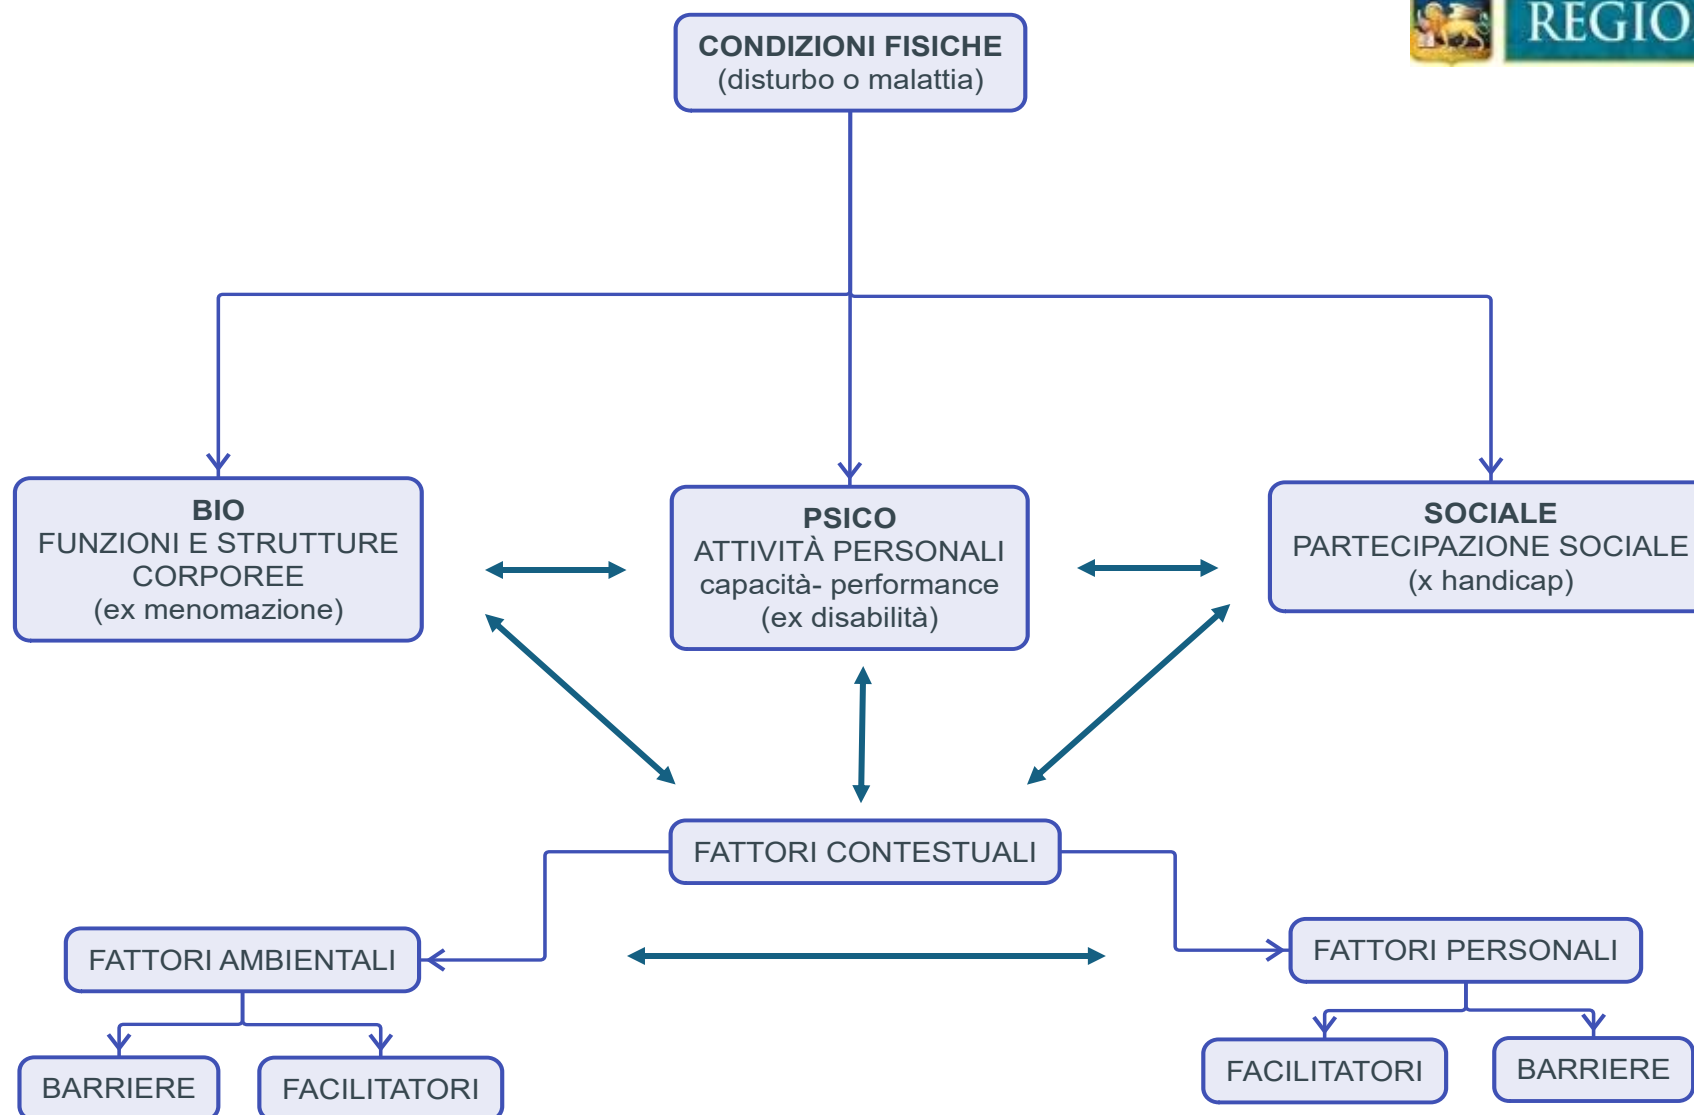 REGIO
CONDIZIONI FISICHE
(disturbo o malattia)
BIO
FUNZIONI E STRUTTURE
CORPOREE
(ex menomazione)
PSICO
ATTIVITÀ PERSONALI
capacità- performance
(ex disabilità)
SOCIALE
PARTECIPAZIONE SOCIALE
(x handicap)
FATTORI CONTESTUALI
FATTORI AMBIENTALI
FATTORI PERSONALI
BARRIERE
FACILITATORI
FACILITATORI
BARRIERE